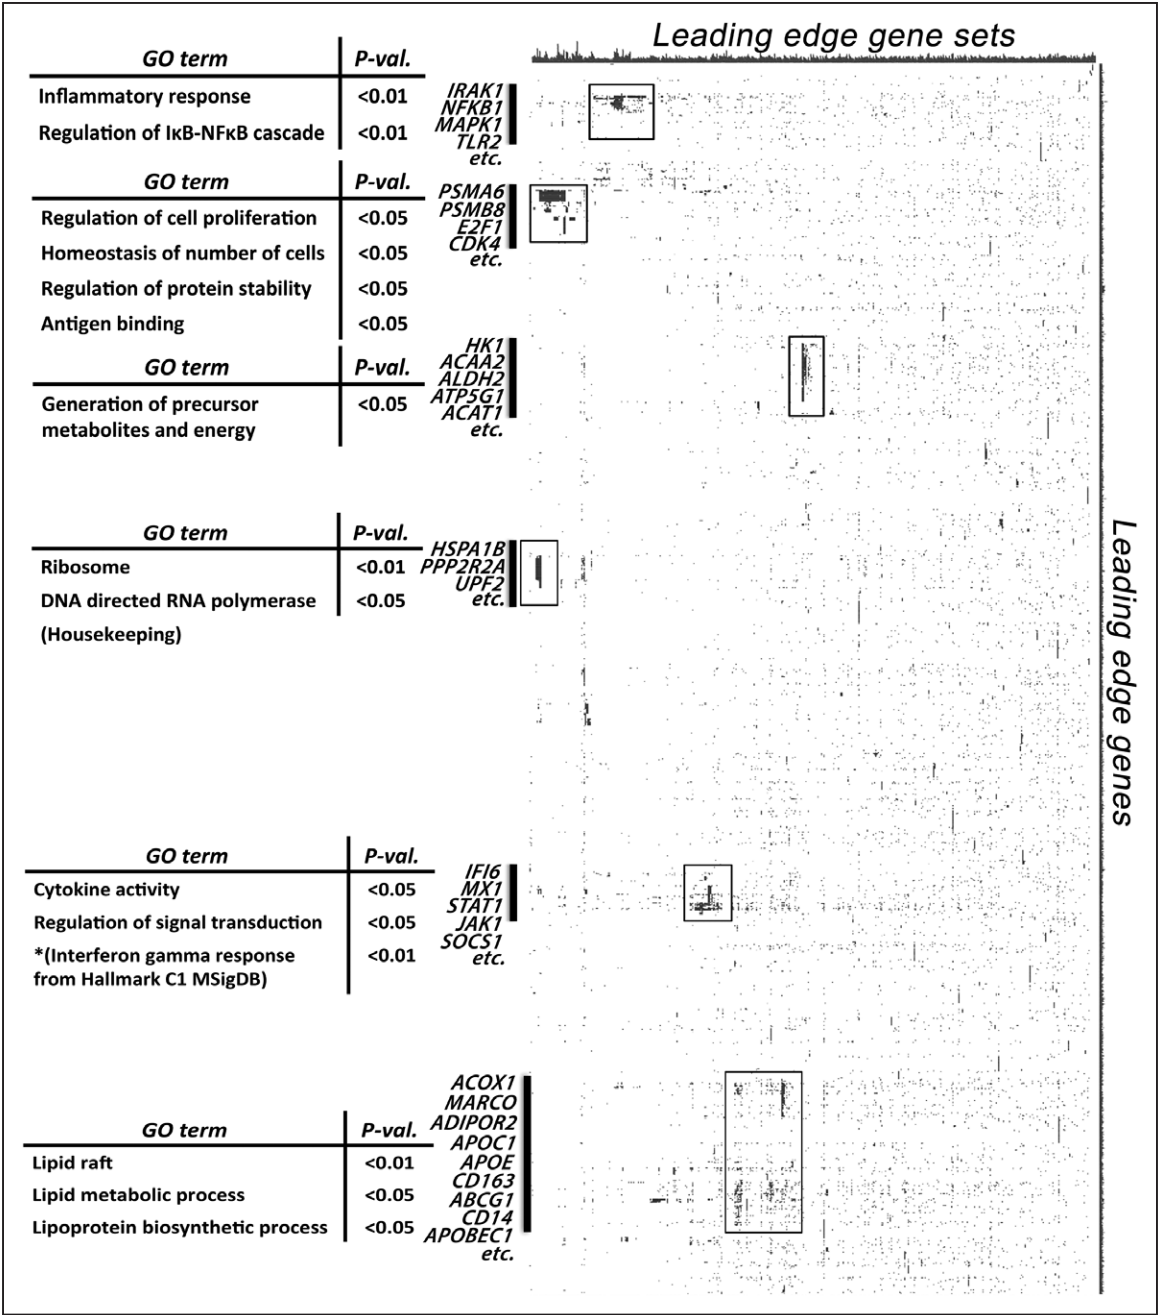 Leading edge gene sets
GO term P-val.
Inflammatory response <0.01
Regulation of IκB-NFκB cascade <0.01
IRAK1
NFKB1
MAPK1
TLR2
etc.
GO term P-val.
Regulation of cell proliferation <0.05
Homeostasis of number of cells <0.05
Regulation of protein stability <0.05
Antigen binding <0.05
PSMA6
PSMB8
E2F1
CDK4
etc.
GO term P-val.
Generation of precursor <0.05
metabolites and energy
HK1
ACAA2
ALDH2
ATP5G1
ACAT1
etc.
GO term P-val.
Ribosome <0.01
DNA directed RNA polymerase <0.05
(Housekeeping)
HSPA1B
PPP2R2A
UPF2
etc.
Leading edge genes
GO term P-val.
Cytokine activity <0.05
Regulation of signal transduction <0.05
*(Interferon gamma response <0.01
from Hallmark C1 MSigDB)
IFI6
MX1
STAT1
JAK1
SOCS1
etc.
GO term P-val.
Lipid raft <0.01
Lipid metabolic process <0.05
Lipoprotein biosynthetic process <0.05
ACOX1
MARCO
ADIPOR2
APOC1
APOE
CD163
ABCG1
CD14
APOBEC1
etc.